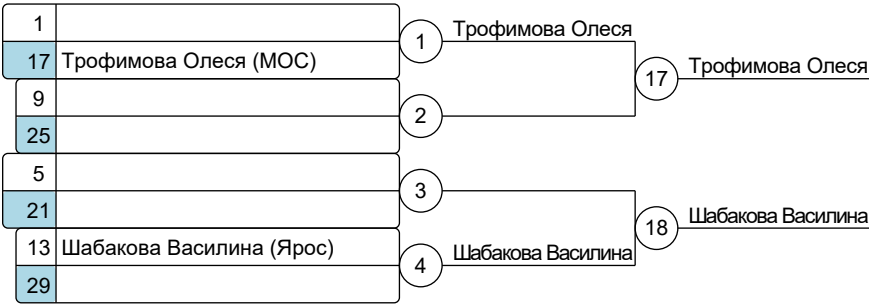 1
17 Трофимова Олеся (МОС)
1 Трофимова Олеся
9
25
2
17 Трофимова Олеся
5
21
3
13 Шабакова Василина (Ярос)
29
4 Шабакова Василина
18 Шабакова Василина